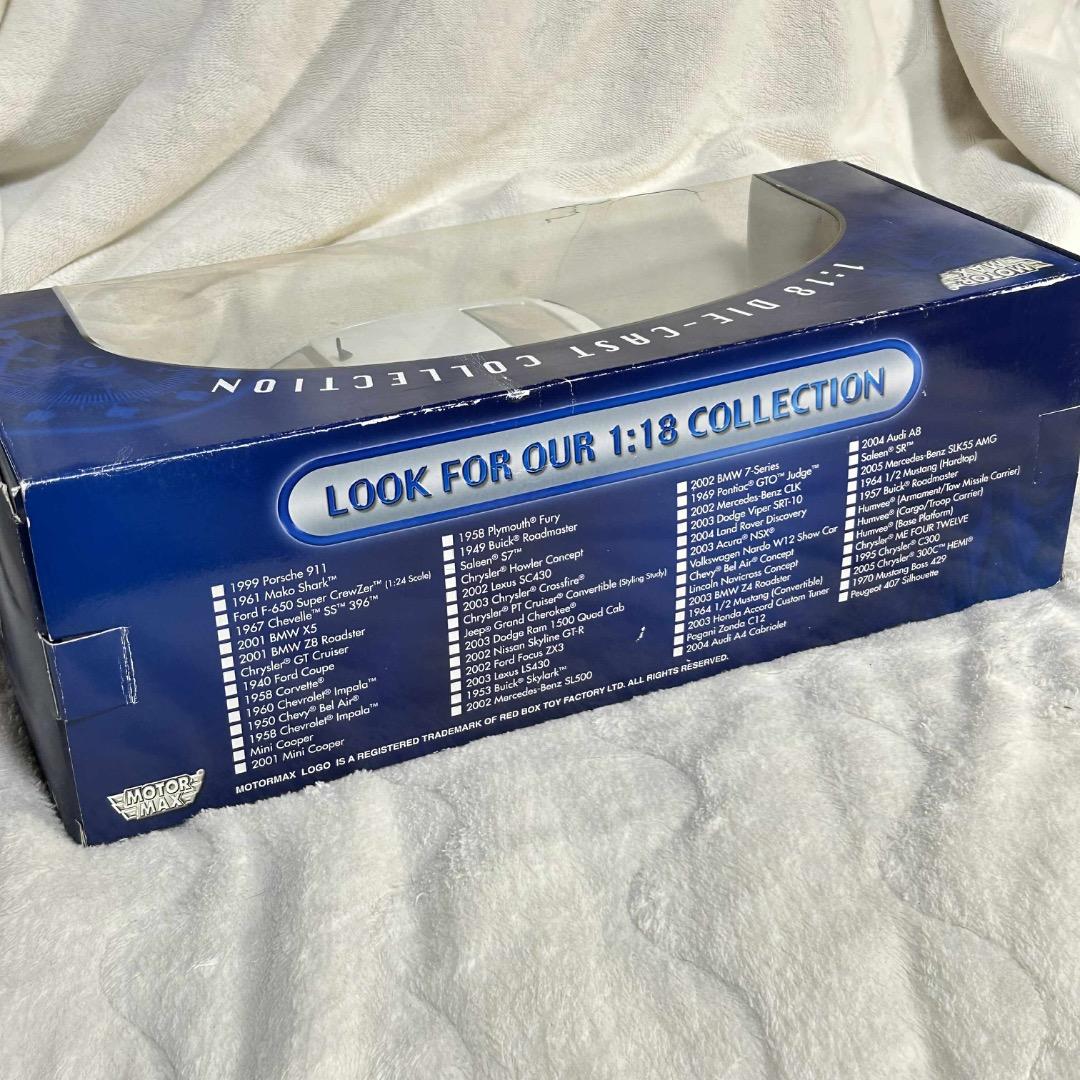 MOTOR
MAX
1:18 DIE-CAST COLLECTION
LOOK FOR OUR 1:18 COLLECTION
1999 Porsche 911
1961 Mako Shark™
Ford F-650 Super CrewZer™ (1:24 Scale)
1967 Chevelle™ SS™ 396™
2001 BMW X5
2001 BMW Z8 Roadster
Chrysler® GT Cruiser
1940 Ford Coupe
1958 Corvette®
1960 Chevrolet® Impala™
1950 Chevy® Bel Air®
1958 Chevrolet® Impala™
Mini Cooper
2001 Mini Cooper
1958 Plymouth® Fury
1949 Buick® Roadmaster
Saleen® S7™
Chrysler® Howler Concept
2002 Lexus SC430
2003 Chrysler® Crossfire®
Chrysler® PT Cruiser® Convertible (Styling Study)
Jeep® Grand Cherokee®
2003 Dodge Ram 1500 Quad Cab
2002 Nissan Skyline GT-R
2002 Ford Focus ZX3
2003 Lexus LS430
1953 Buick® Skylark™
2002 Mercedes-Benz SL500
2002 BMW 7-Series
1969 Pontiac® GTO™ Judge™
2002 Mercedes-Benz CLK
2003 Dodge Viper SRT-10
2004 Land Rover Discovery
2003 Acura® NSX®
Volkswagen Nardo W12 Show Car
Chevy® Bel Air® Concept
Lincoln Navicross Concept
2003 BMW Z4 Roadster
1964 1/2 Mustang (Convertible)
2003 Honda Accord Custom Tuner
Pagani Zonda C12
2004 Audi A4 Cabriolet
2004 Audi A8
Saleen® SR™
2005 Mercedes-Benz SLK55 AMG
1964 1/2 Mustang (Hardtop)
1957 Buick® Roadmaster
Humvee® (Armament/Tow Missile Carrier)
Humvee® (Cargo/Troop Carrier)
Humvee® (Base Platform)
Chrysler® ME FOUR TWELVE
1995 Chrysler® C300
2005 Chrysler® 300C™ HEMI®
1970 Mustang Boss 429
Peugeot 407 Silhouette
MOTORMAX LOGO IS A REGISTERED TRADEMARK OF RED BOX TOY FACTORY LTD. ALL RIGHTS RESERVED.
MOTOR
MAX